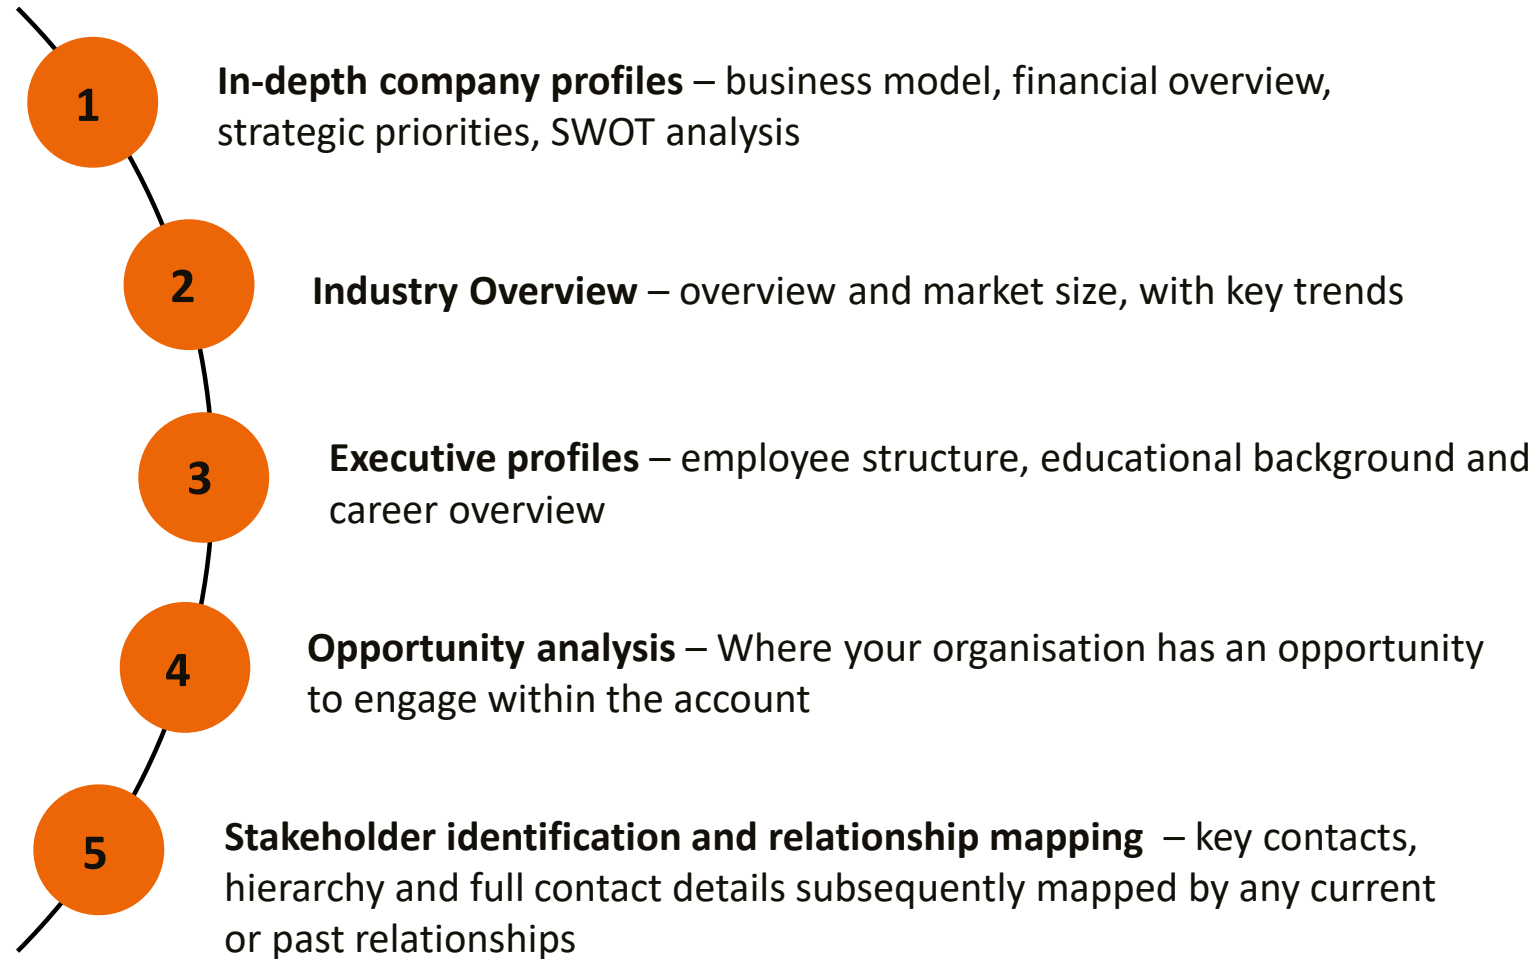 1
In-depth company profiles – business model, financial overview,
strategic priorities, SWOT analysis
2
Industry Overview – overview and market size, with key trends
3
Executive profiles – employee structure, educational background and
career overview
4
Opportunity analysis – Where your organisation has an opportunity
to engage within the account
5
Stakeholder identification and relationship mapping – key contacts,
hierarchy and full contact details subsequently mapped by any current
or past relationships